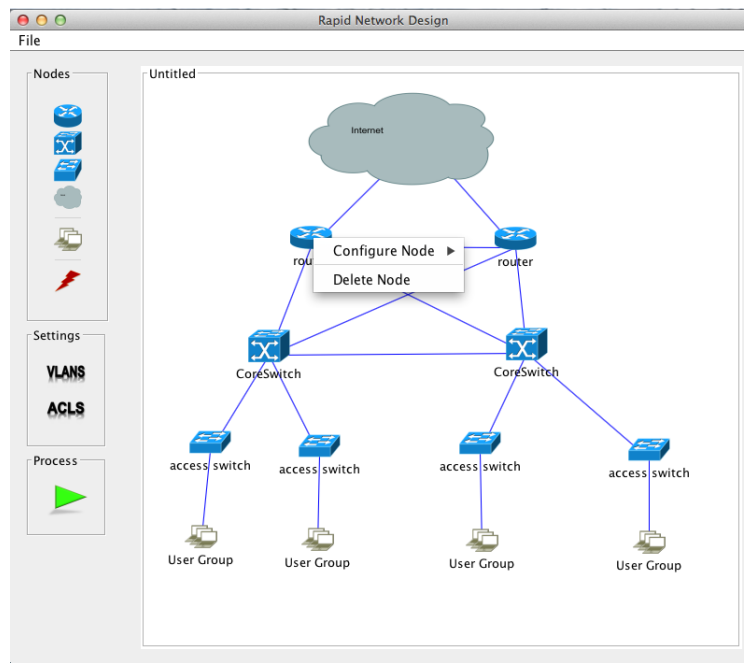 Rapid Network Design
File
Nodes
Untitled
Internet
Configure Node
Delete Node
router
Settings
VLANS
ACLS
CoreSwitch
CoreSwitch
Process
access switch
access switch
access switch
access switch
User Group
User Group
User Group
User Group